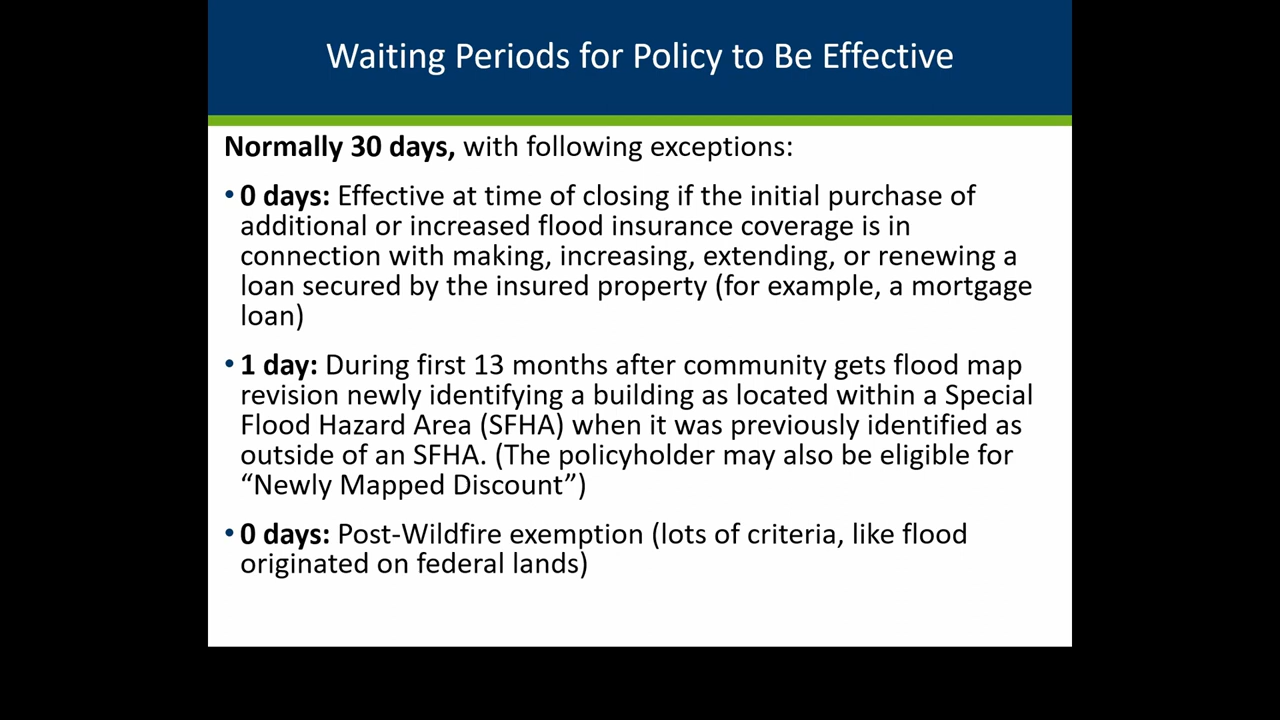 Waiting Periods for Policy to Be Effective
Normally 30 days, with following exceptions:
• 0 days: Effective at time of closing if the initial purchase of
additional or increased flood insurance coverage is in
connection with making, increasing, extending, or renewing a
loan secured by the insured property (for example, a mortgage
loan)
• 1 day: During first 13 months after community gets flood map
revision newly identifying a building as located within a Special
Flood Hazard Area (SFHA) when it was previously identified as
outside of an SFHA. (The policyholder may also be eligible for
“Newly Mapped Discount”)
• 0 days: Post-Wildfire exemption (lots of criteria, like flood
originated on federal lands)